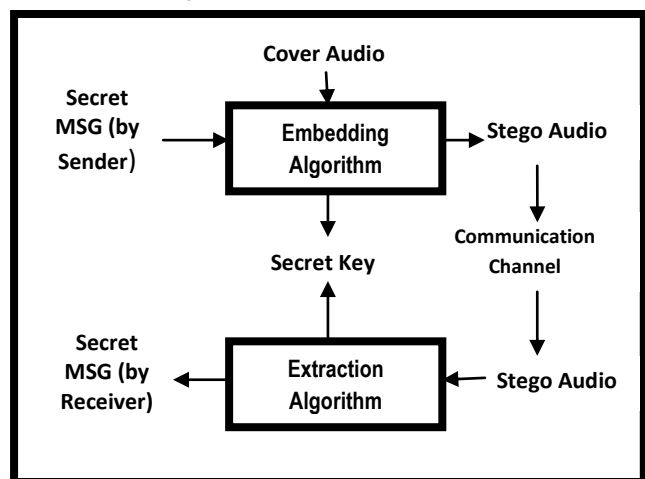 Cover Audio
Secret
MSG (by
Sender)
Embedding
Algorithm
Stego Audio
Communication
Channel
Secret Key
Secret
MSG (by
Receiver)
Extraction
Algorithm
Stego Audio